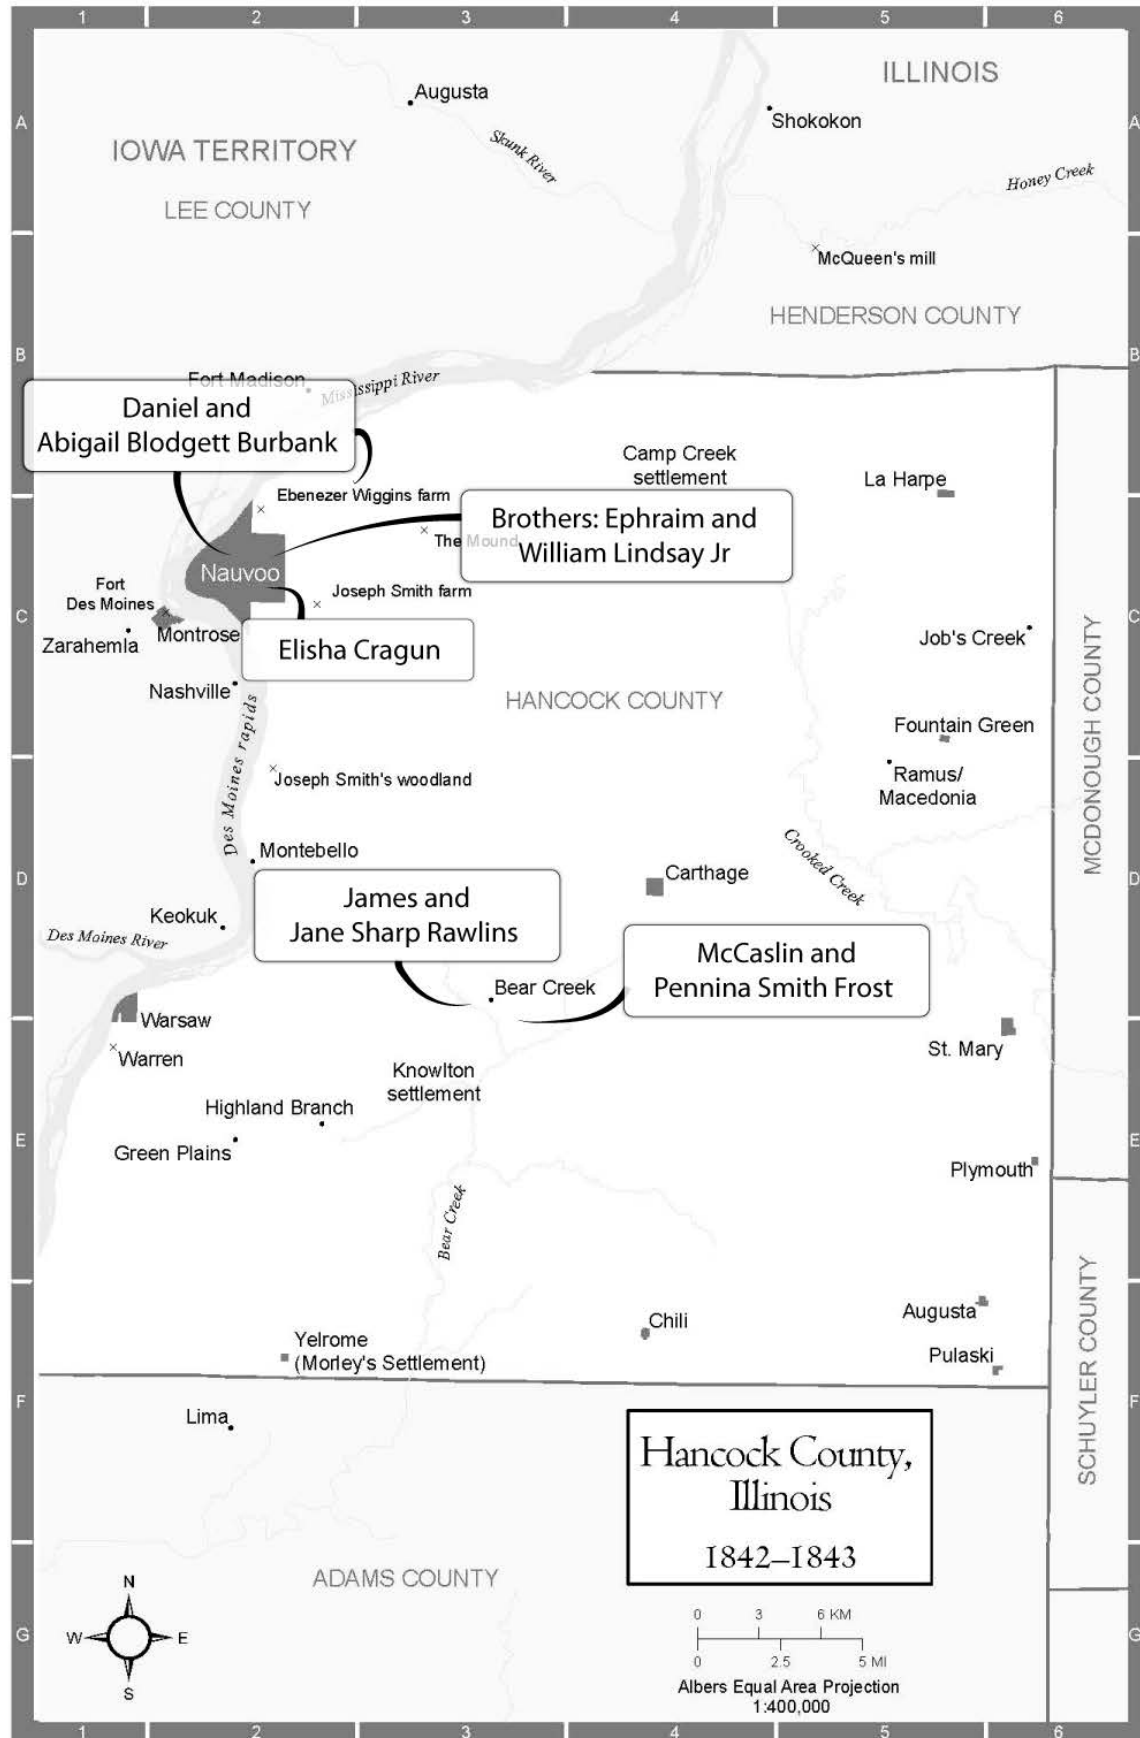 1 2 3 4 5 6
A
A
B
B
C
C
D
D
E
E
F
F
G
G
1 2 3 4 5 6
ILLINOIS
Augusta
Shokokon
IOWA TERRITORY
Skunk River
Honey Creek
LEE COUNTY
McQueen's mill
HENDERSON COUNTY
Fort Madison
Mississippi River
Daniel and
Abigail Blodgett Burbank
Camp Creek
settlement
La Harpe
Ebenezer Wiggins farm
Brothers: Ephraim and
William Lindsay Jr
The Mound
Nauvoo
Fort
Des Moines
Joseph Smith farm
Montrose
Zarahemla
Elisha Cragun
Job's Creek
Nashville
HANCOCK COUNTY
MCDONOUGH COUNTY
Des Moines rapids
Fountain Green
Joseph Smith's woodland
Ramus/
Macedonia
Montebello
Crooked Creek
Carthage
James and
Jane Sharp Rawlins
Keokuk
Des Moines River
McCaslin and
Pennina Smith Frost
Bear Creek
Warsaw
Warren
St. Mary
Knowlton
settlement
Highland Branch
Green Plains
Plymouth
Bear Creek
SCHUYLER COUNTY
Augusta
Chili
Yelrome
(Morley's Settlement)
Pulaski
Lima
Hancock County,
Illinois
1842–1843
ADAMS COUNTY
N
W E
S
0 3 6 KM
0 2.5 5 MI
Albers Equal Area Projection
1:400,000